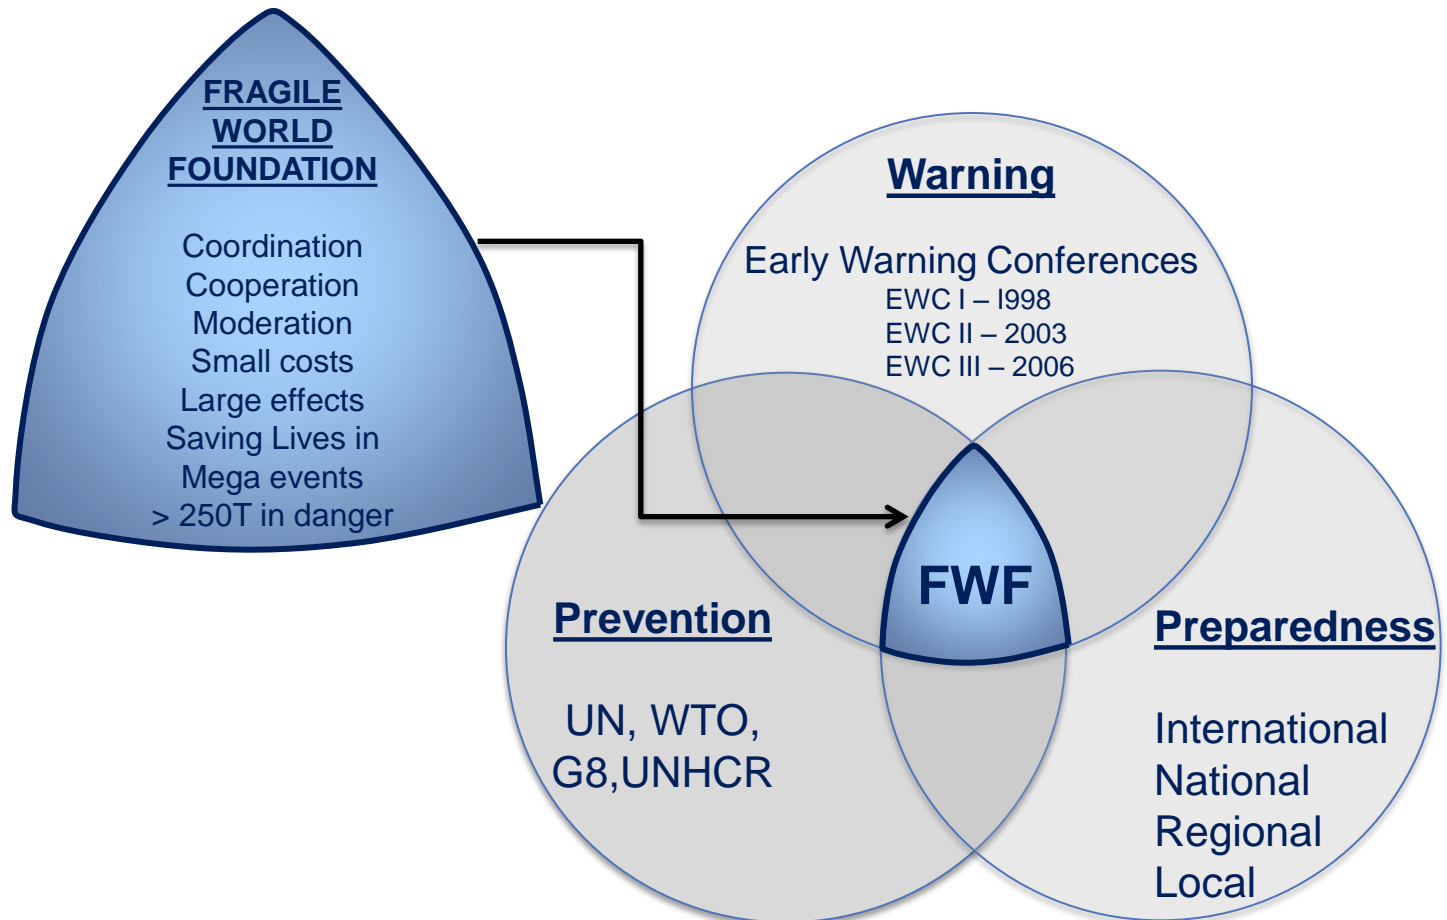 FRAGILE
WORLD
FOUNDATION
Coordination
Cooperation
Moderation
Small costs
Large effects
Saving Lives in
Mega events
> 250T in danger
Warning
Early Warning Conferences
EWC I – I998
EWC II – 2003
EWC III – 2006
FWF
Prevention
UN, WTO,
G8,UNHCR
Preparedness
International
National
Regional
Local